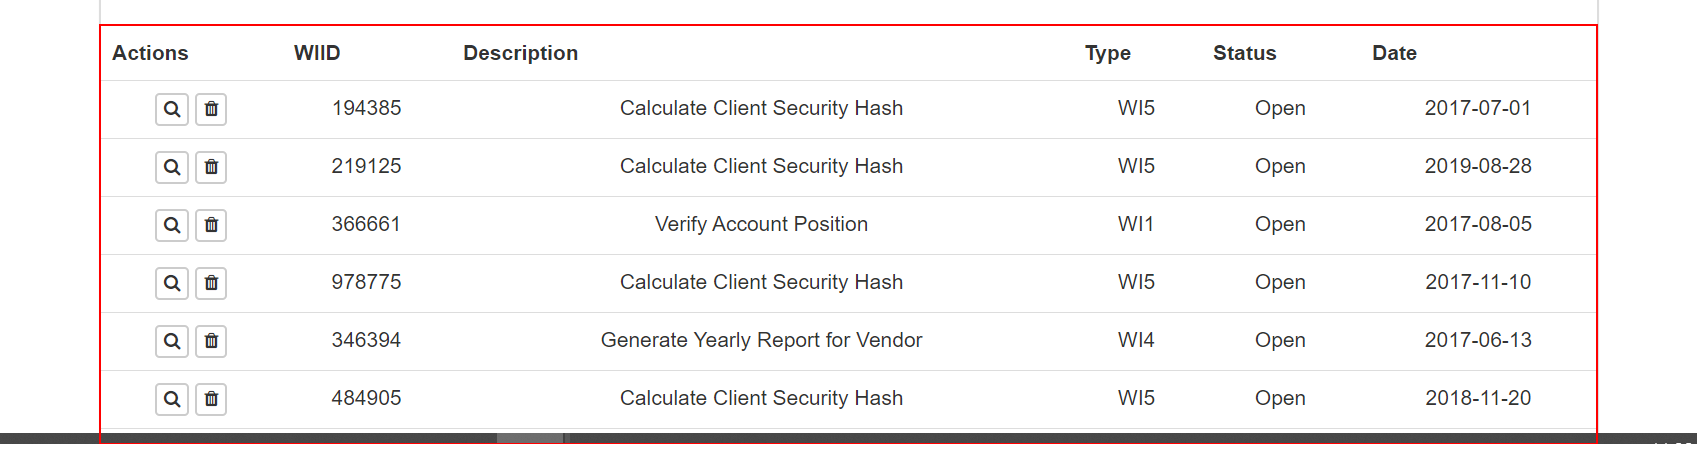 Actions WIID Description Type Status Date
194385 Calculate Client Security Hash WI5 Open 2017-07-01
219125 Calculate Client Security Hash WI5 Open 2019-08-28
366661 Verify Account Position WI1 Open 2017-08-05
978775 Calculate Client Security Hash WI5 Open 2017-11-10
346394 Generate Yearly Report for Vendor WI4 Open 2017-06-13
484905 Calculate Client Security Hash WI5 Open 2018-11-20